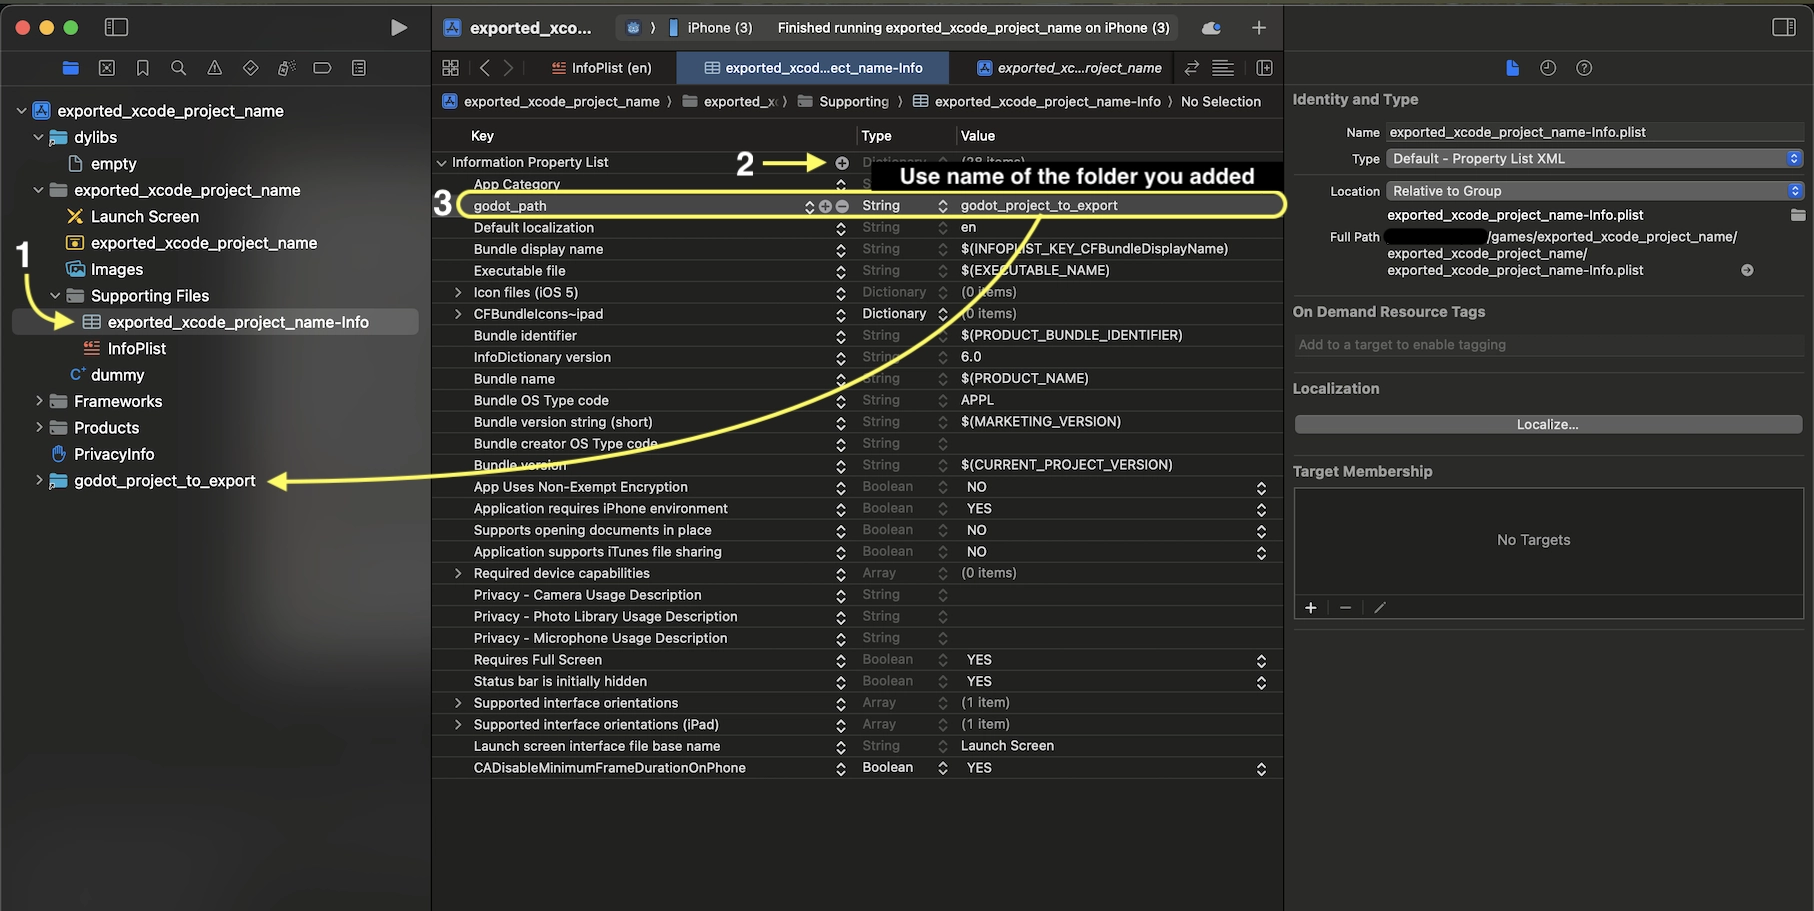 exported_xco...
iPhone (3)
Finished running exported_xcode_project_name on iPhone (3)
InfoPlist (en)
exported_xcod...ect_name-Info
exported_xc...roject_name
exported_xcode_project_name
exported_x
Supporting
exported_xcode_project_name-Info
No Selection
exported_xcode_project_name
dylibs
empty
exported_xcode_project_name
Launch Screen
exported_xcode_project_name
Images
Supporting Files
exported_xcode_project_name-Info
InfoPlist
dummy
Frameworks
Products
PrivacyInfo
godot_project_to_export
1
2
3
Use name of the folder you added
Key Type Value
Information Property List Dictionary (28 items)
App Category
godot_path String godot_project_to_export
Default localization String en
Bundle display name String $(INFOPLIST_KEY_CFBundleDisplayName)
Executable file String $(EXECUTABLE_NAME)
Icon files (iOS 5) Dictionary (0 items)
CFBundleIcons~ipad Dictionary (0 items)
Bundle identifier String $(PRODUCT_BUNDLE_IDENTIFIER)
InfoDictionary version String 6.0
Bundle name String $(PRODUCT_NAME)
Bundle OS Type code String APPL
Bundle version string (short) String $(MARKETING_VERSION)
Bundle creator OS Type code String
Bundle version String $(CURRENT_PROJECT_VERSION)
App Uses Non-Exempt Encryption Boolean NO
Application requires iPhone environment Boolean YES
Supports opening documents in place Boolean NO
Application supports iTunes file sharing Boolean NO
Required device capabilities Array (0 items)
Privacy - Camera Usage Description String
Privacy - Photo Library Usage Description String
Privacy - Microphone Usage Description String
Requires Full Screen Boolean YES
Status bar is initially hidden Boolean YES
Supported interface orientations Array (1 item)
Supported interface orientations (iPad) Array (1 item)
Launch screen interface file base name String Launch Screen
CADisableMinimumFrameDurationOnPhone Boolean YES
Identity and Type
Name exported_xcode_project_name-Info.plist
Type Default - Property List XML
Location Relative to Group
exported_xcode_project_name-Info.plist
Full Path /games/exported_xcode_project_name/
exported_xcode_project_name/
exported_xcode_project_name-Info.plist
On Demand Resource Tags
Add to a target to enable tagging
Localization
Localize...
Target Membership
No Targets